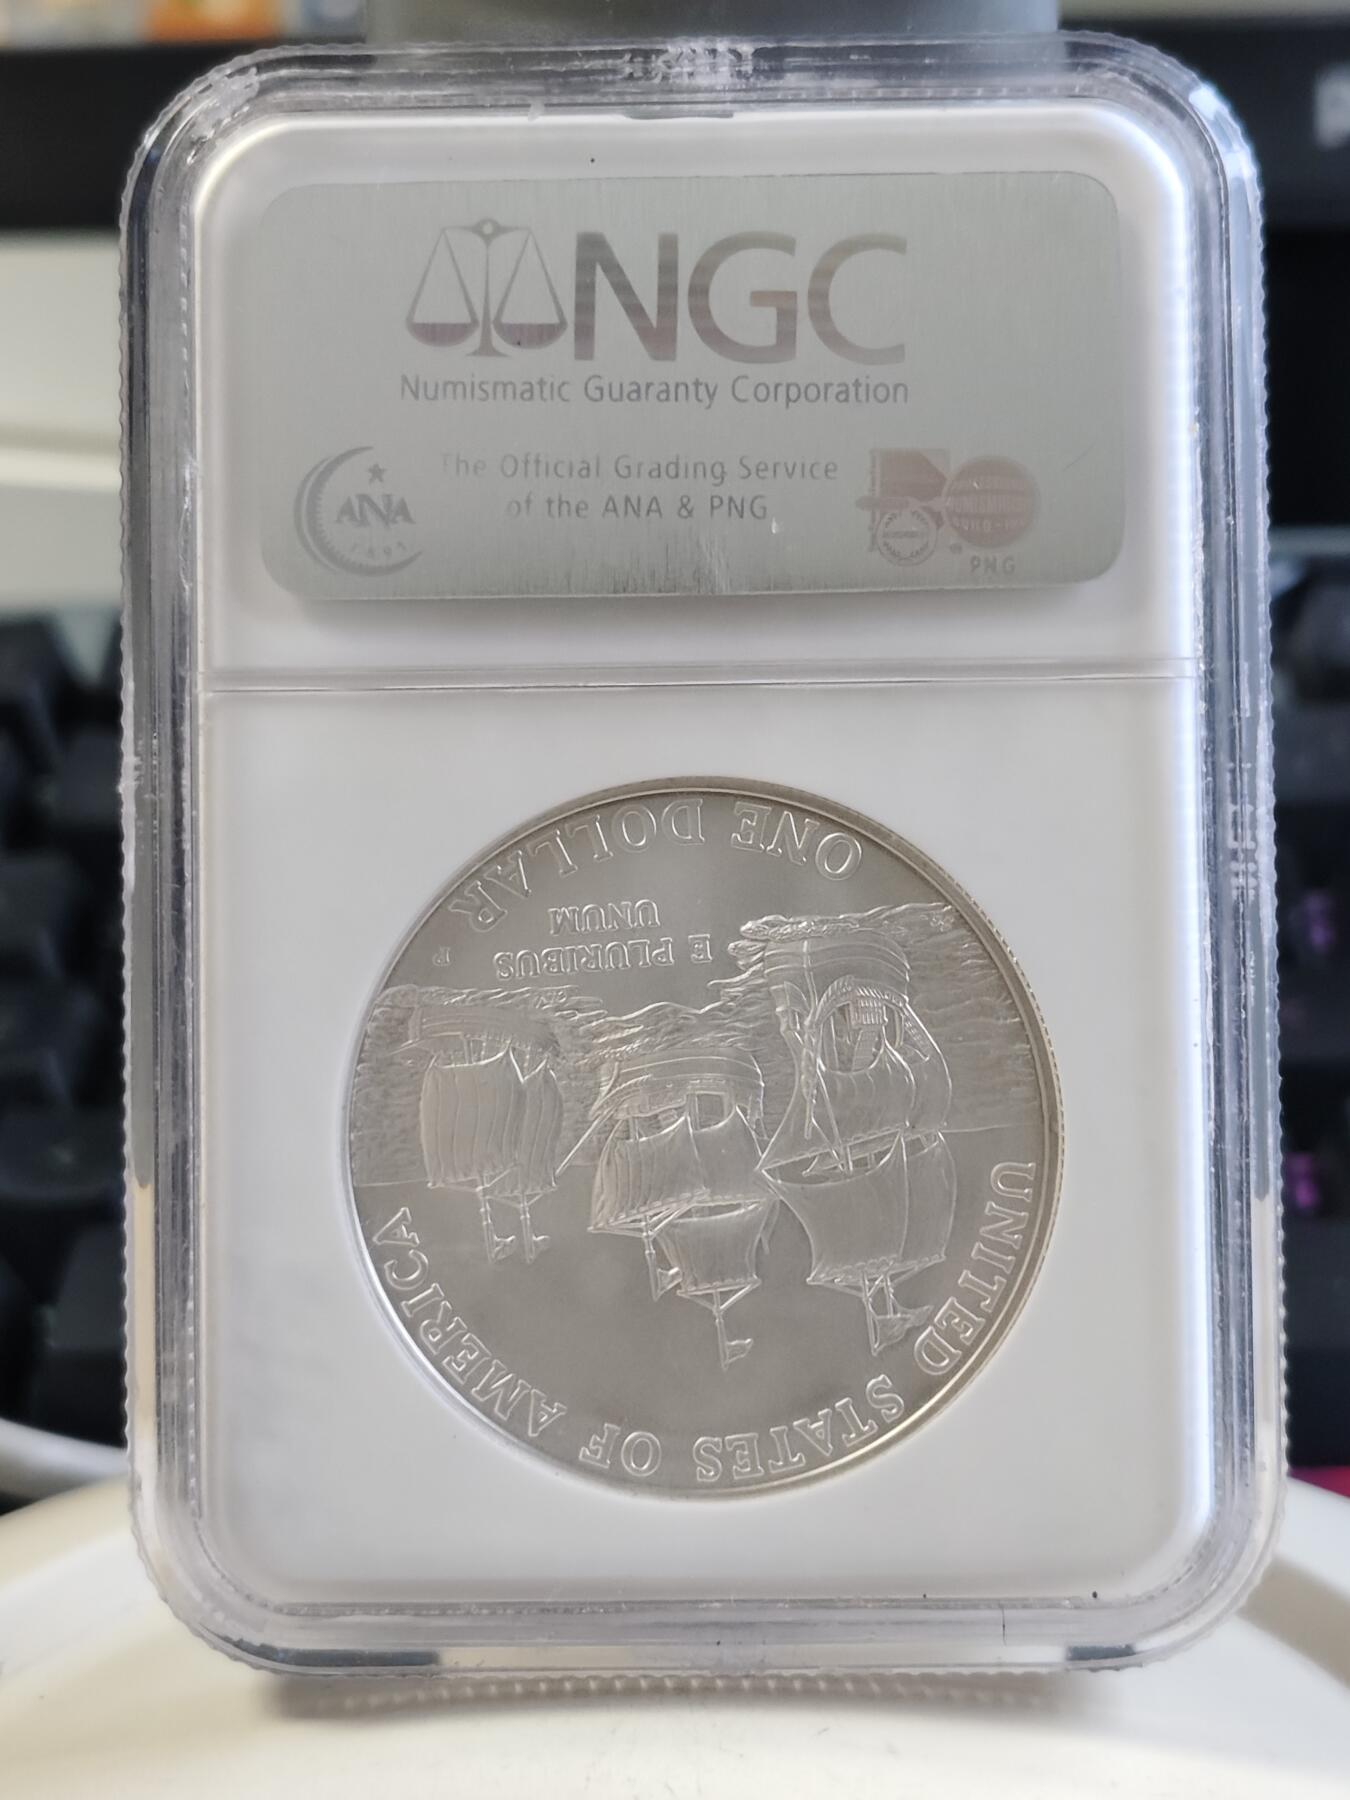 NGC
Numismatic Guaranty Corporation
The Official Grading Service
of the ANA & PNG
ANA
1891
PNG
ONE DOLLAR
E PLURIBUS
UNUM
P
UNITED STATES OF AMERICA